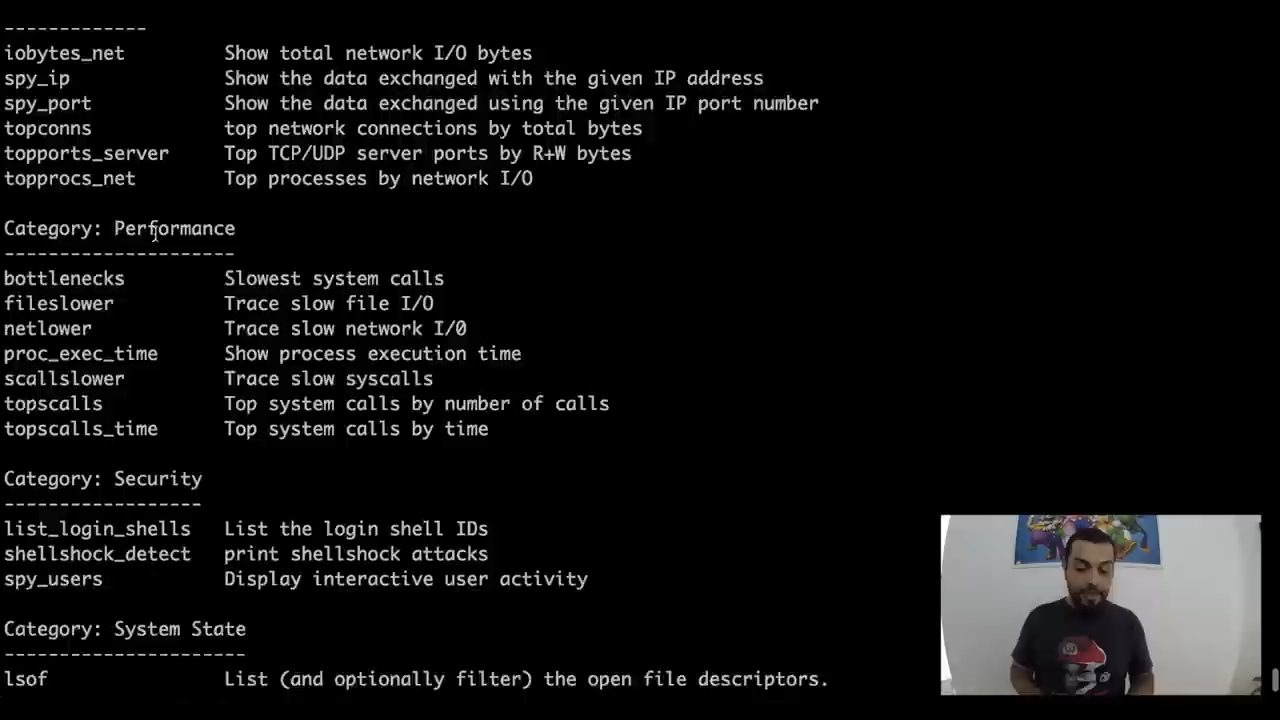 -------------
iobytes_net Show total network I/O bytes
spy_ip Show the data exchanged with the given IP address
spy_port Show the data exchanged using the given IP port number
topconns top network connections by total bytes
topports_server Top TCP/UDP server ports by R+W bytes
topprocs_net Top processes by network I/O
Category: Performance
---------------------
bottlenecks Slowest system calls
fileslower Trace slow file I/O
netlower Trace slow network I/0
proc_exec_time Show process execution time
scallslower Trace slow syscalls
topscalls Top system calls by number of calls
topscalls_time Top system calls by time
Category: Security
------------------
list_login_shells List the login shell IDs
shellshock_detect print shellshock attacks
spy_users Display interactive user activity
Category: System State
----------------------
lsof List (and optionally filter) the open file descriptors.